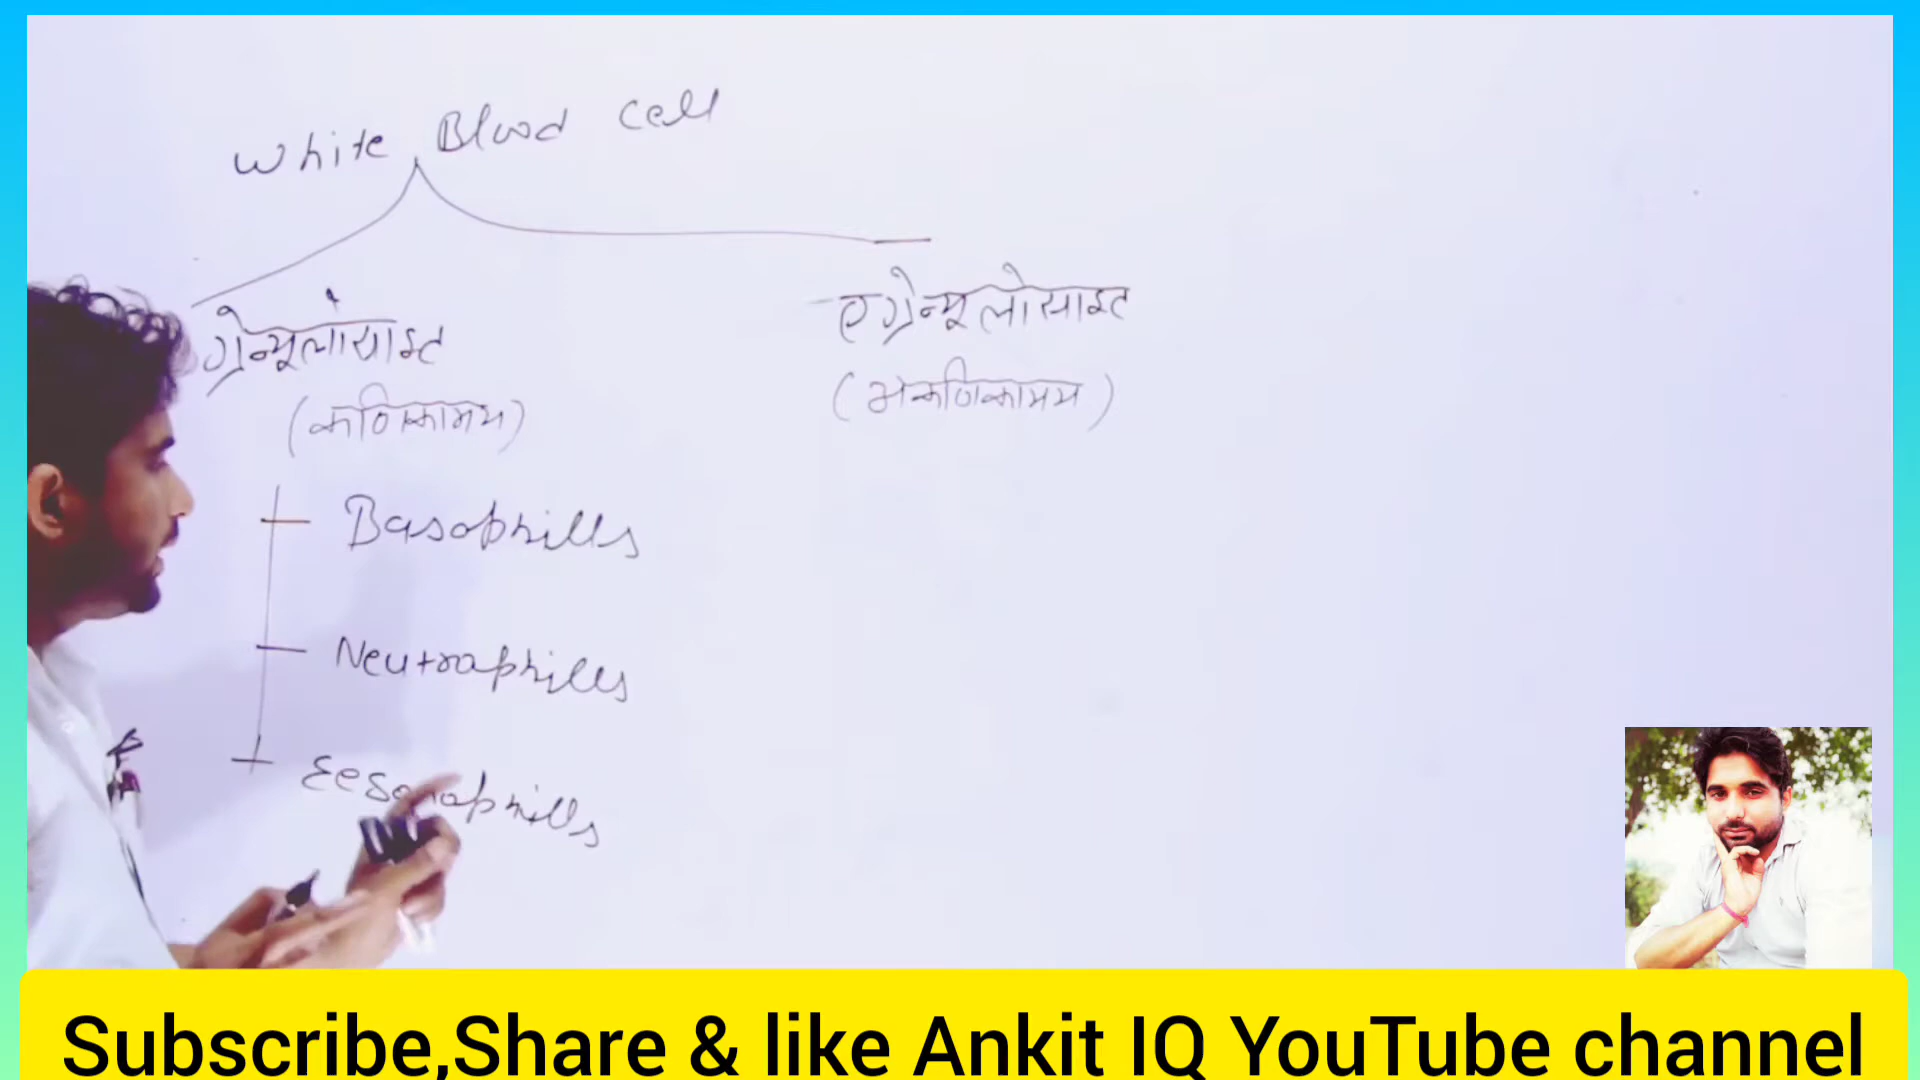 White Blood cell
ग्रेन्यूलोसाइट
एग्रेन्यूलोसाइट
(कणिकामय)
(अकणिकामय)
Basophills
Neutraphills
Subscribe,Share & like Ankit IQ YouTube channel